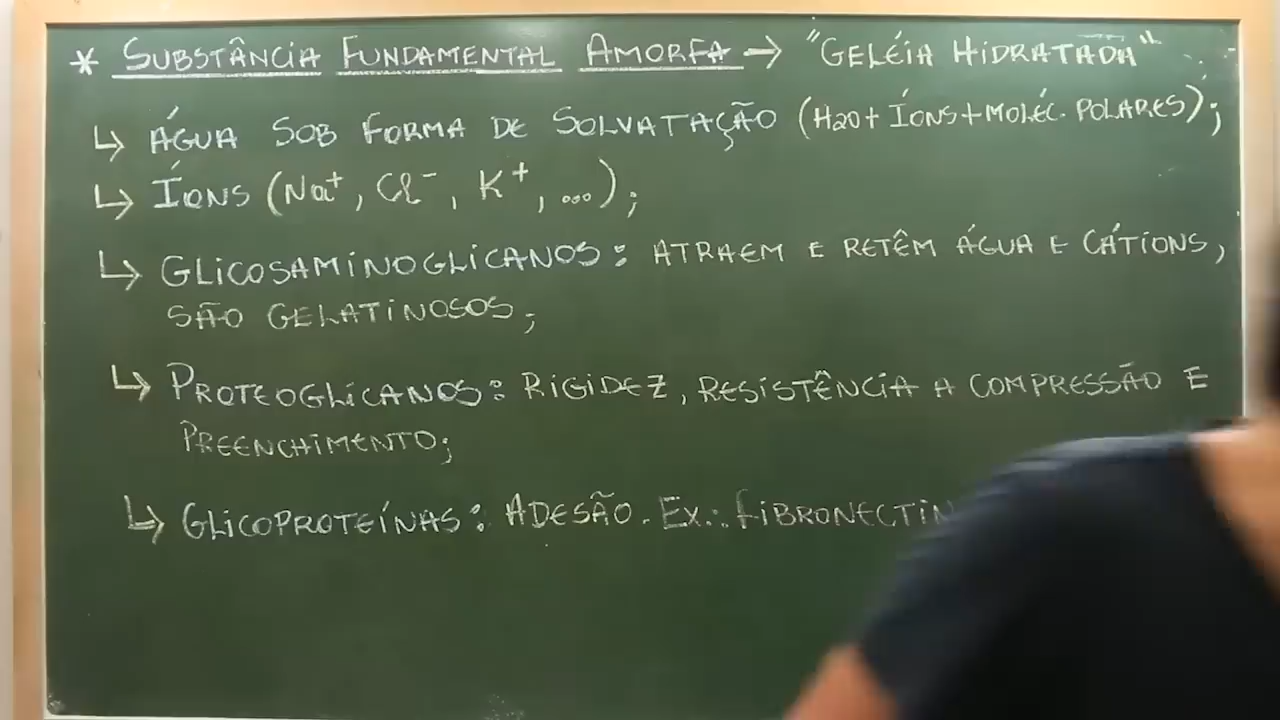 * SUBSTÂNCIA FUNDAMENTAL AMORFA → "GELÉIA HIDRATADA"
↳ ÁGUA SOB FORMA DE SOLVATAÇÃO (H2O + ÍONS + MOLÉC. POLARES);
↳ ÍONS (Na⁺, Cl⁻, K⁺, ...);
↳ GLICOSAMINOGLICANOS: ATRAEM E RETÊM ÁGUA E CÁTIONS,
SÃO GELATINOSOS;
↳ PROTEOGLICANOS: RIGIDEZ, RESISTÊNCIA A COMPRESSÃO E
PREENCHIMENTO;
↳ GLICOPROTEÍNAS: ADESÃO. EX.: FIBRONECTIN